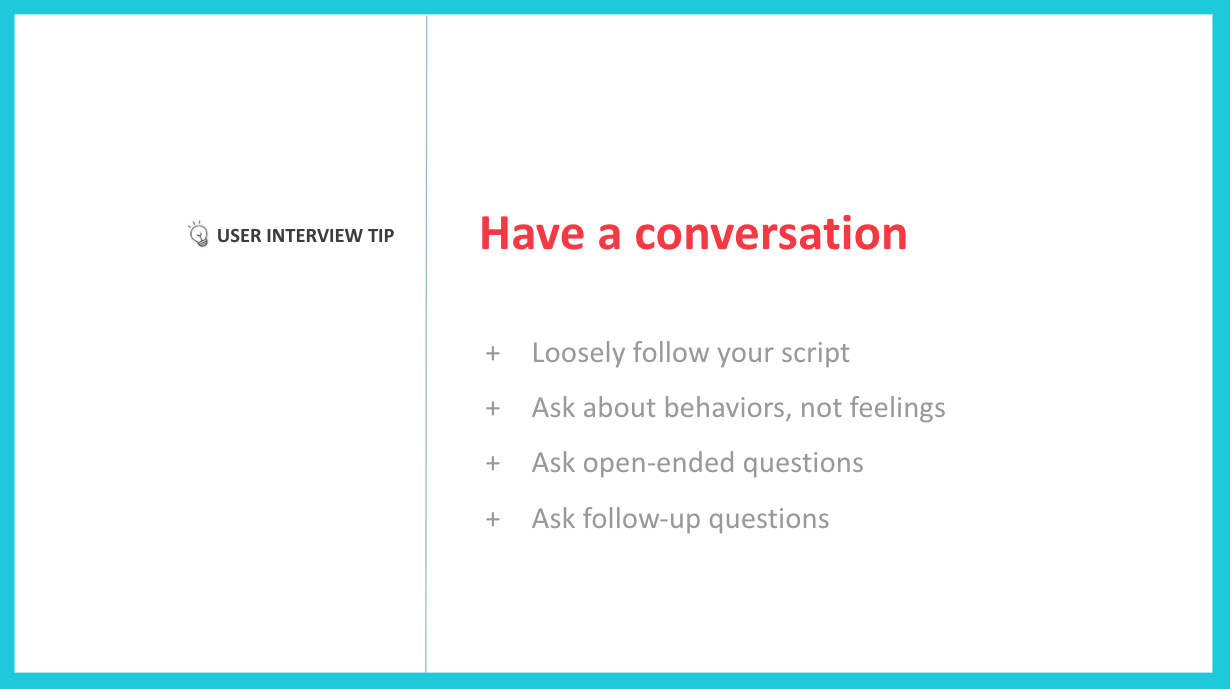 USER INTERVIEW TIP
Have a conversation
+ Loosely follow your script
+ Ask about behaviors, not feelings
+ Ask open-ended questions
+ Ask follow-up questions